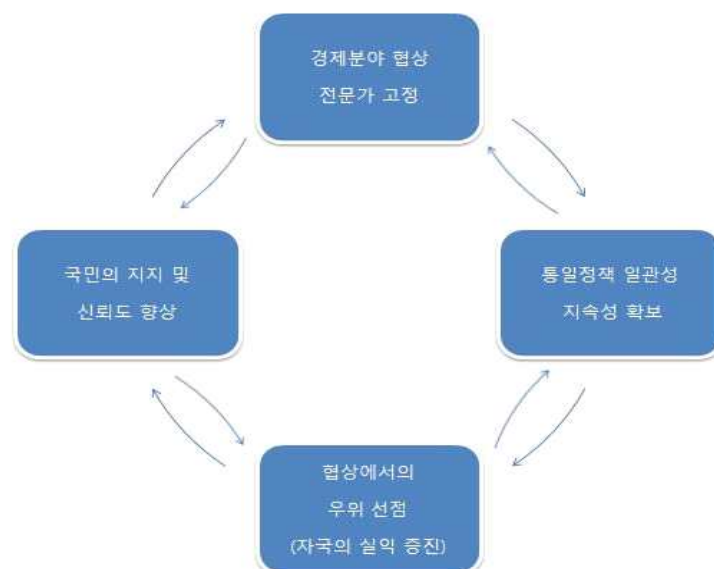 경제분야 협상
전문가 고정
국민의 지지 및
신뢰도 향상
통일정책 일관성
지속성 확보
협상에서의
우위 선점
(자국의 실익 증진)